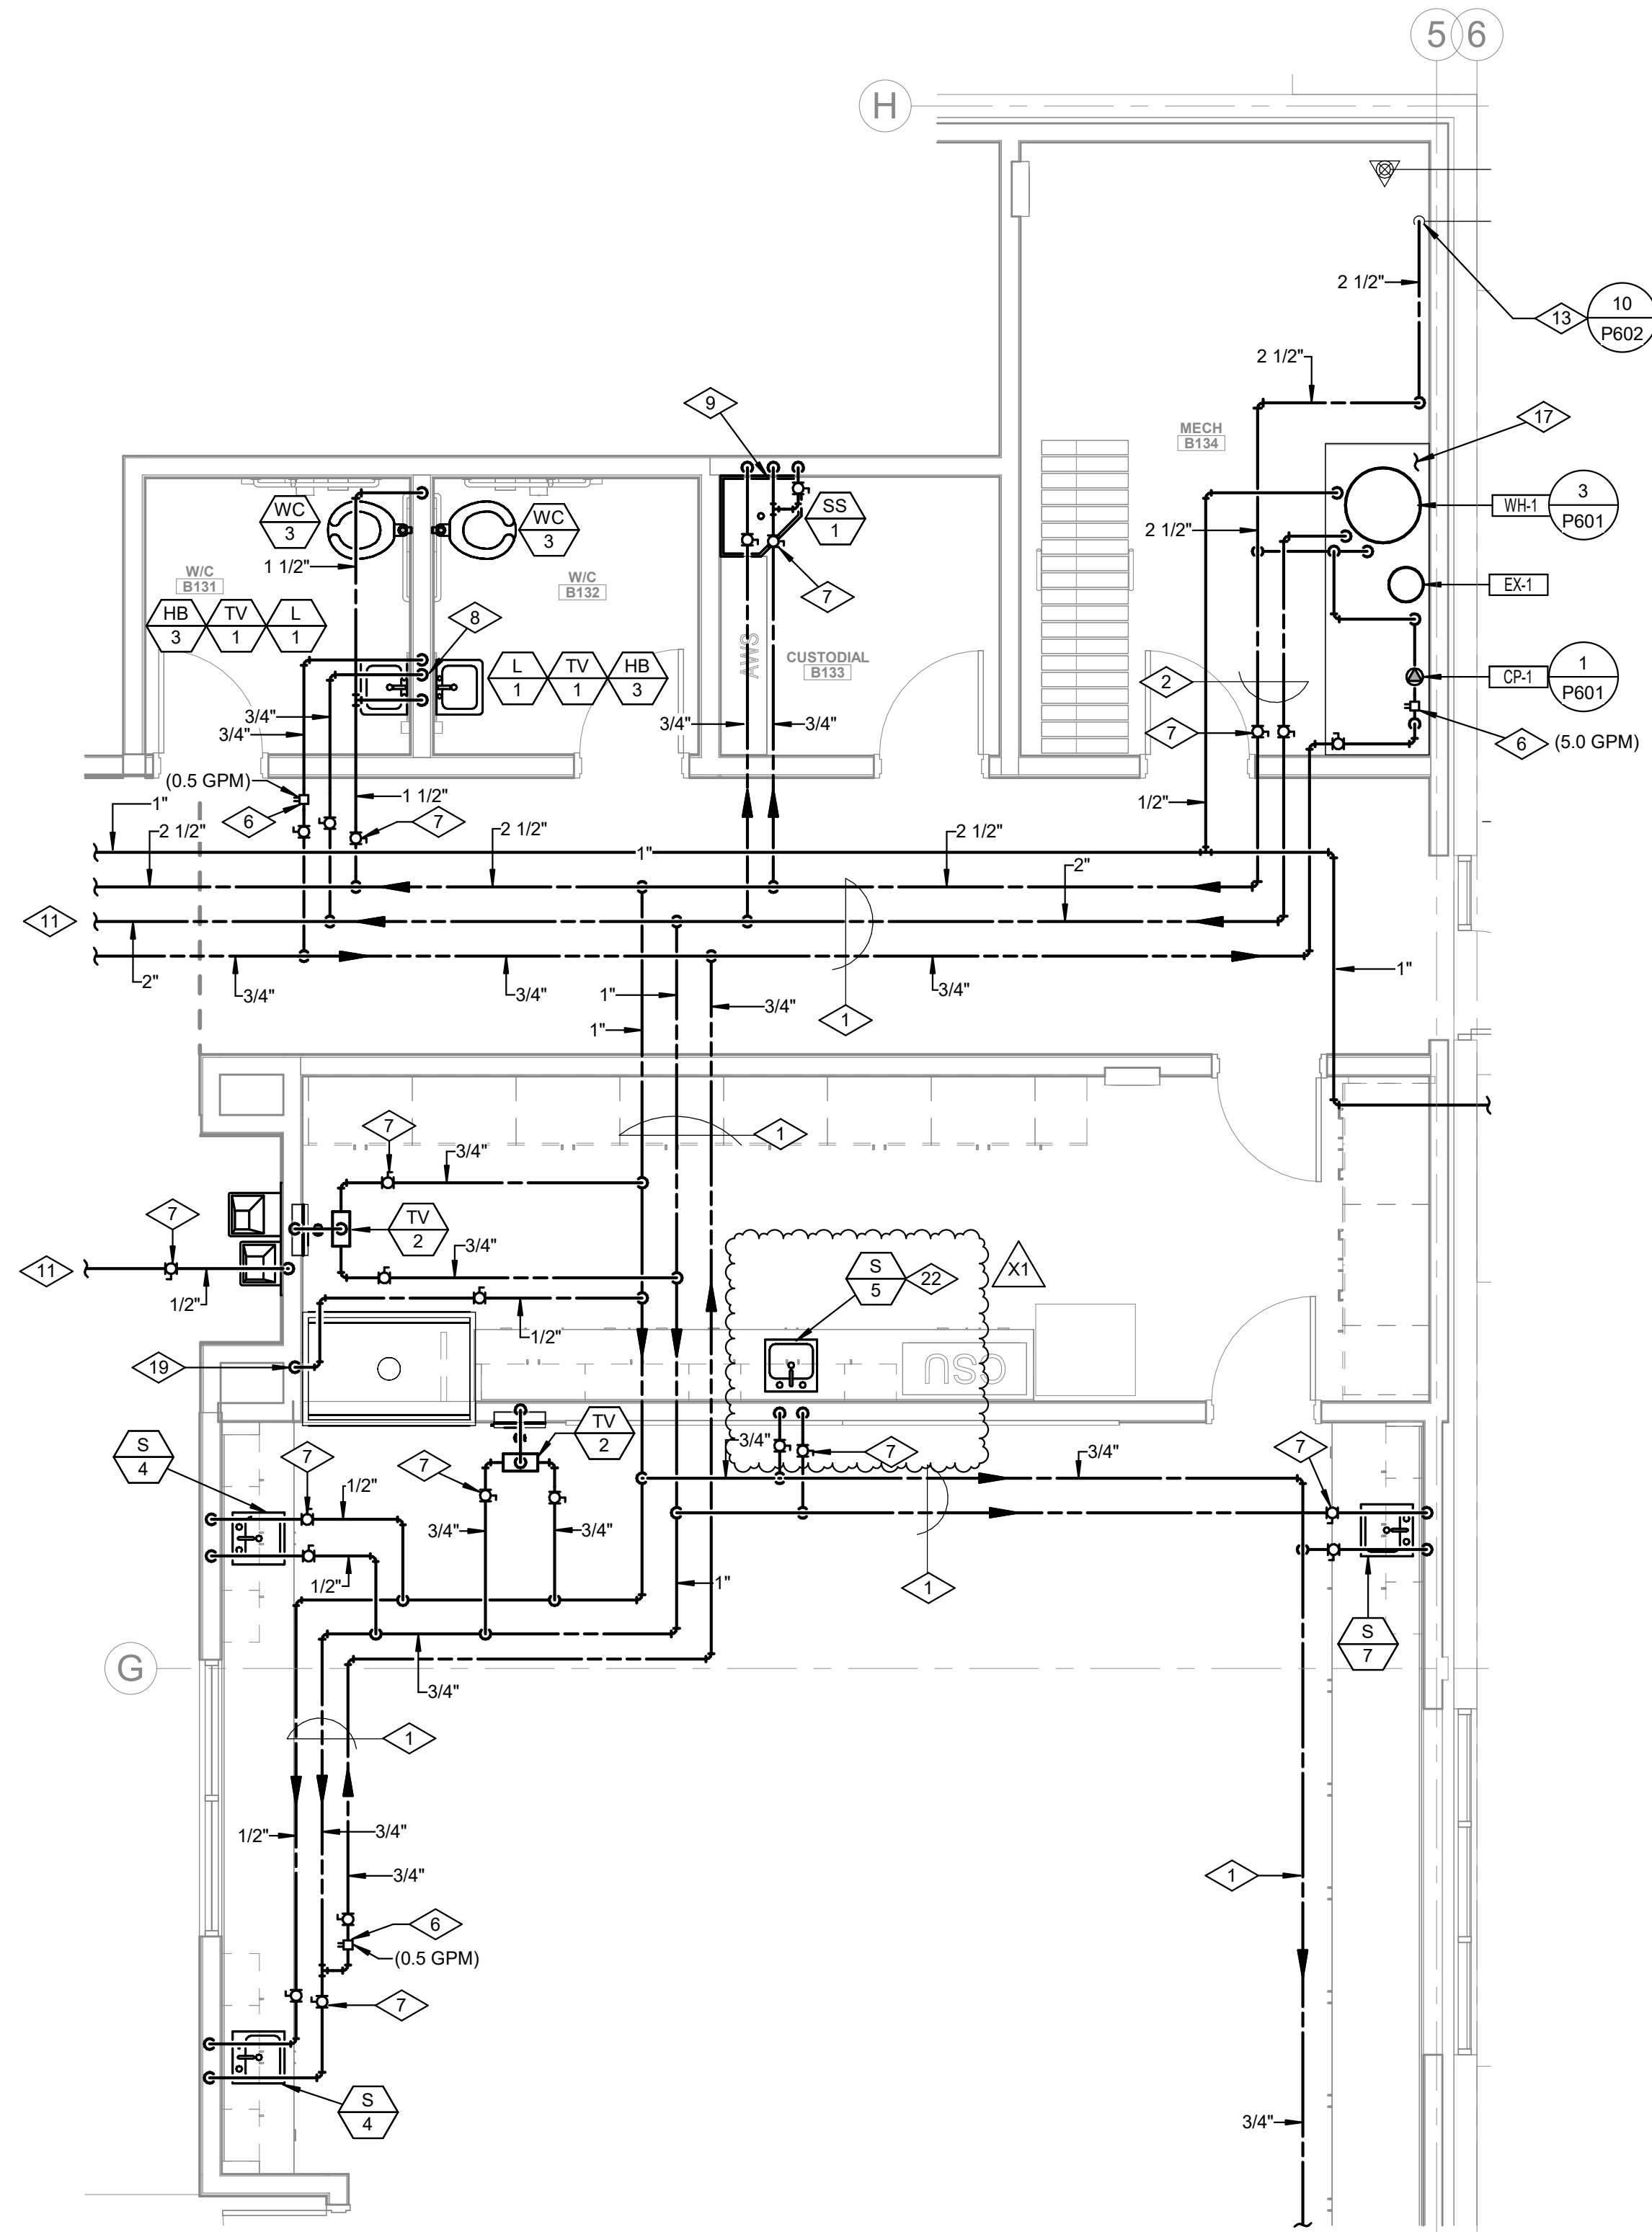 5 6
H
2 1/2"
13
10
P602
2 1/2"
9
MECH
B134
17
WC
3
WC
3
SS
1
WH-1
3
P601
2 1/2"
1 1/2"
W/C
B131
W/C
B132
7
EX-1
HB
3
TV
1
L
1
8
AWS
CUSTODIAL
B133
L
1
TV
1
HB
3
2
CP-1
1
P601
3/4"
3/4"
3/4"
3/4"
7
6
(5.0 GPM)
(0.5 GPM)
6
1 1/2"
7
1/2"
1"
2 1/2"
2 1/2"
2 1/2"
1"
2"
11
2"
3/4"
3/4"
3/4"
1"
1"
3/4"
1"
1
7
1
3/4"
7
TV
2
3/4"
11
1/2"
S
5
22
X1
1/2"
19
CSU
TV
2
S
4
7
7
3/4"
7
3/4"
7
1/2"
3/4"
3/4"
1/2"
1"
1
S
7
G
3/4"
1
1/2"
3/4"
3/4"
1
6
(0.5 GPM)
7
S
4
3/4"